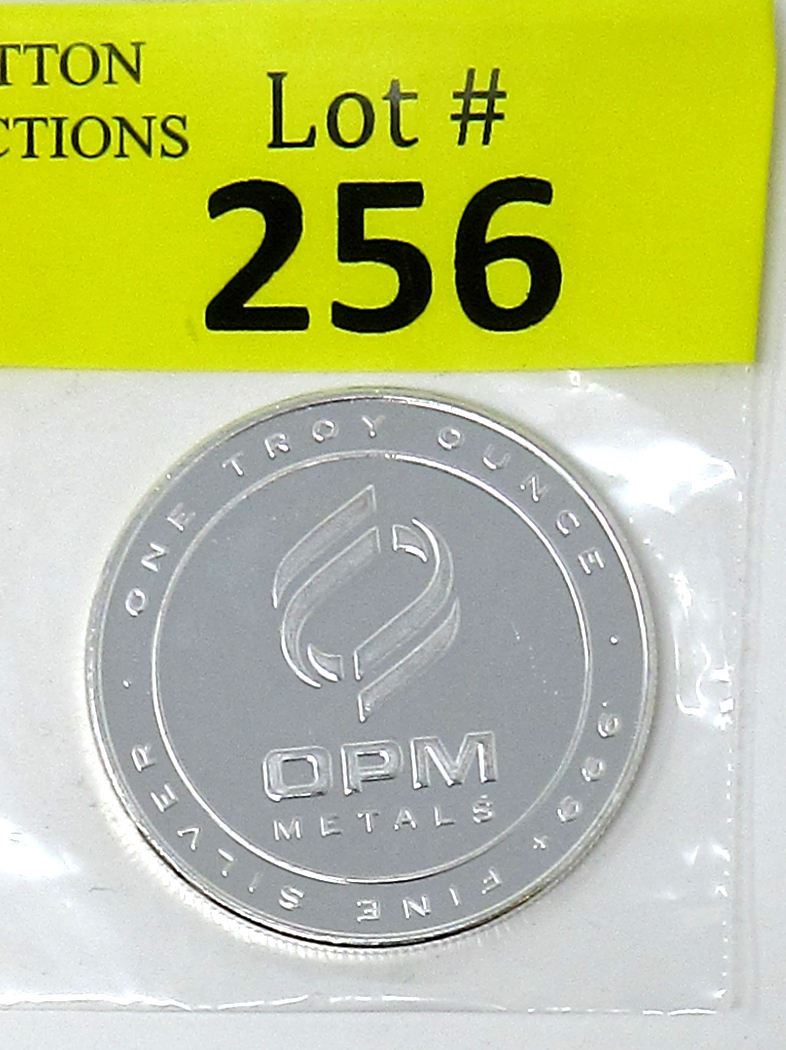 TTON
CTIONS
Lot #
256
ONE TROY OUNCE
· .999+ FINE SILVER ·
OPM
METALS